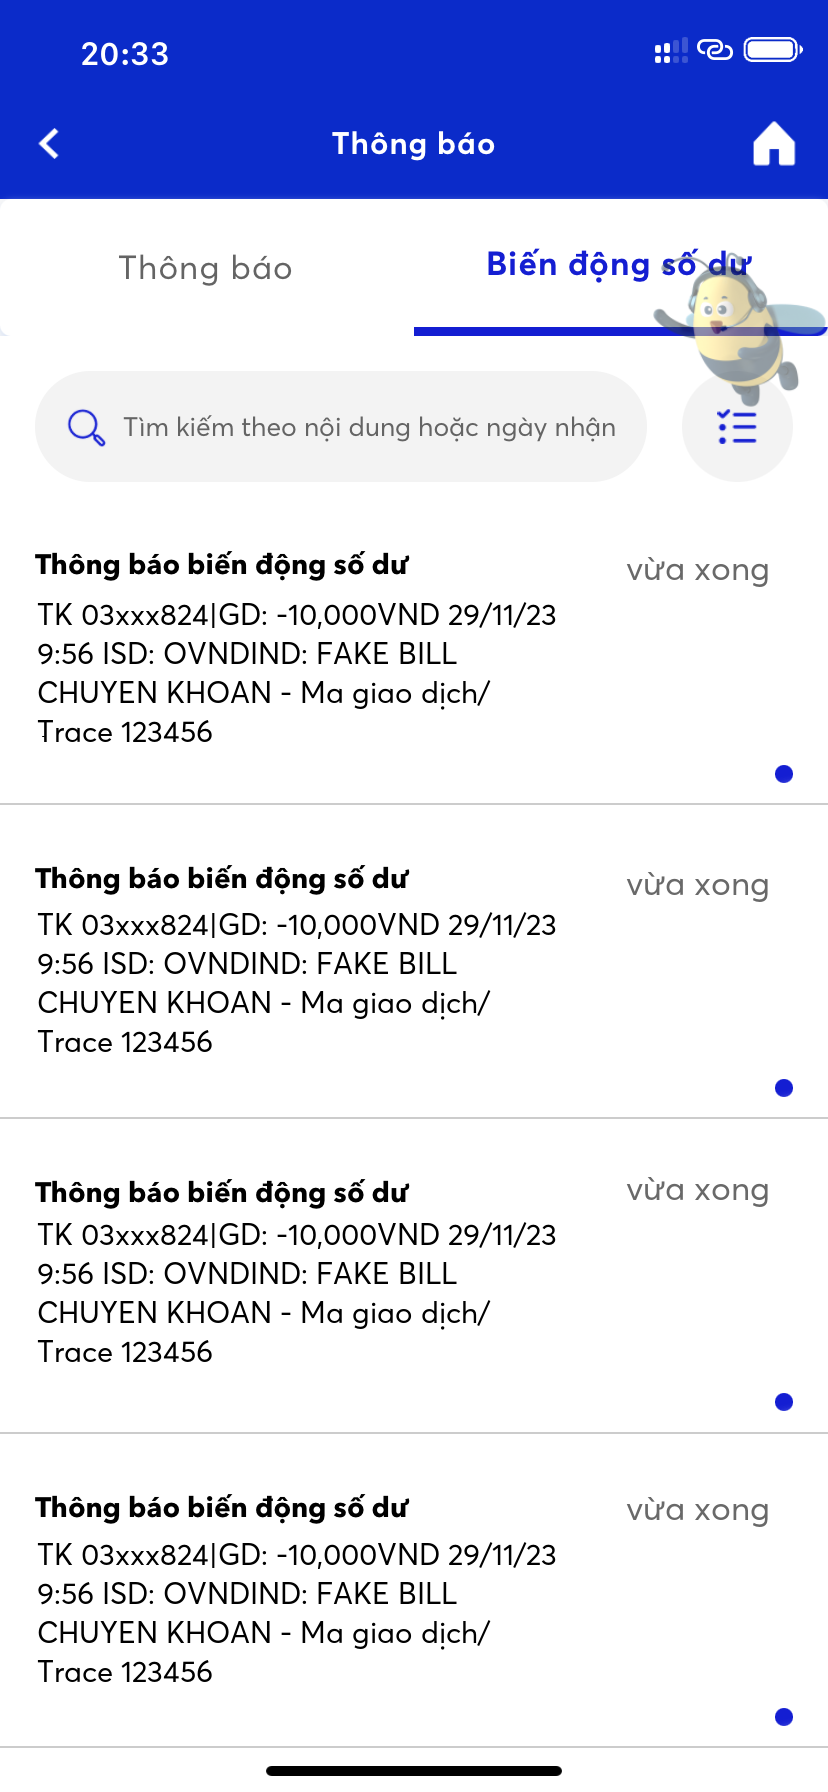 20:33
Thông báo
Thông báo
Biến động số dư
Tìm kiếm theo nội dung hoặc ngày nhận
Thông báo biến động số dư
vừa xong
TK 03xxx824|GD: -10,000VND 29/11/23
9:56 ISD: OVNDIND: FAKE BILL
CHUYEN KHOAN - Ma giao dịch/
Trace 123456
Thông báo biến động số dư
vừa xong
TK 03xxx824|GD: -10,000VND 29/11/23
9:56 ISD: OVNDIND: FAKE BILL
CHUYEN KHOAN - Ma giao dịch/
Trace 123456
Thông báo biến động số dư
vừa xong
TK 03xxx824|GD: -10,000VND 29/11/23
9:56 ISD: OVNDIND: FAKE BILL
CHUYEN KHOAN - Ma giao dịch/
Trace 123456
Thông báo biến động số dư
vừa xong
TK 03xxx824|GD: -10,000VND 29/11/23
9:56 ISD: OVNDIND: FAKE BILL
CHUYEN KHOAN - Ma giao dịch/
Trace 123456